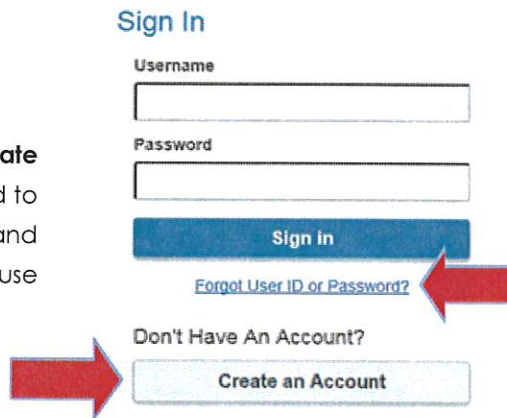 Sign In
Username
Password
ate
d to
and
use
Sign in
Forgot User ID or Password?
Don't Have An Account?
Create an Account